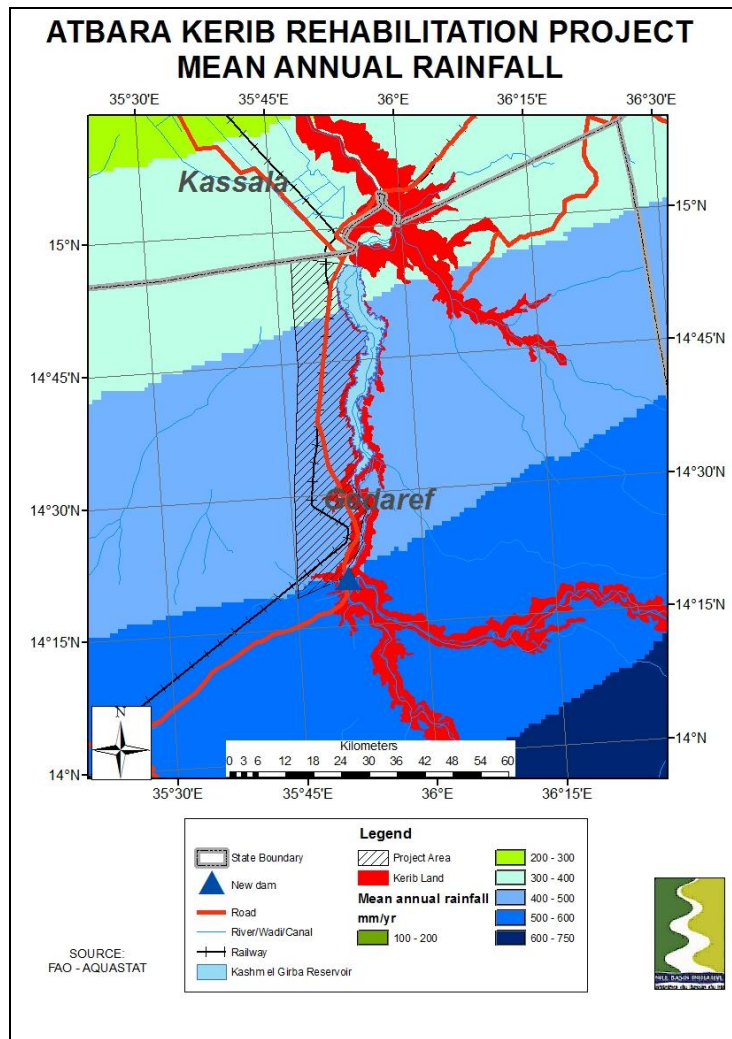 ATBARA KERIB REHABILITATION PROJECT
MEAN ANNUAL RAINFALL
35°30'E 35°45'E 36°E 36°15'E 36°30'E
Kassala
15°N 15°N
14°45'N 14°45'N
14°30'N 14°30'N
Gedaref
14°15'N 14°15'N
N
14°N 14°N
Kilometers
0 3 6 12 18 24 30 36 42 48 54 60
35°30'E 35°45'E 36°E 36°15'E
Legend
State Boundary Project Area 200 - 300
New dam Kerib Land 300 - 400
Road Mean annual rainfall 400 - 500
River/Wadi/Canal mm/yr 500 - 600
Railway 100 - 200 600 - 750
Kashm el Girba Reservoir
SOURCE:
FAO - AQUASTAT
NILE BASIN INITIATIVE